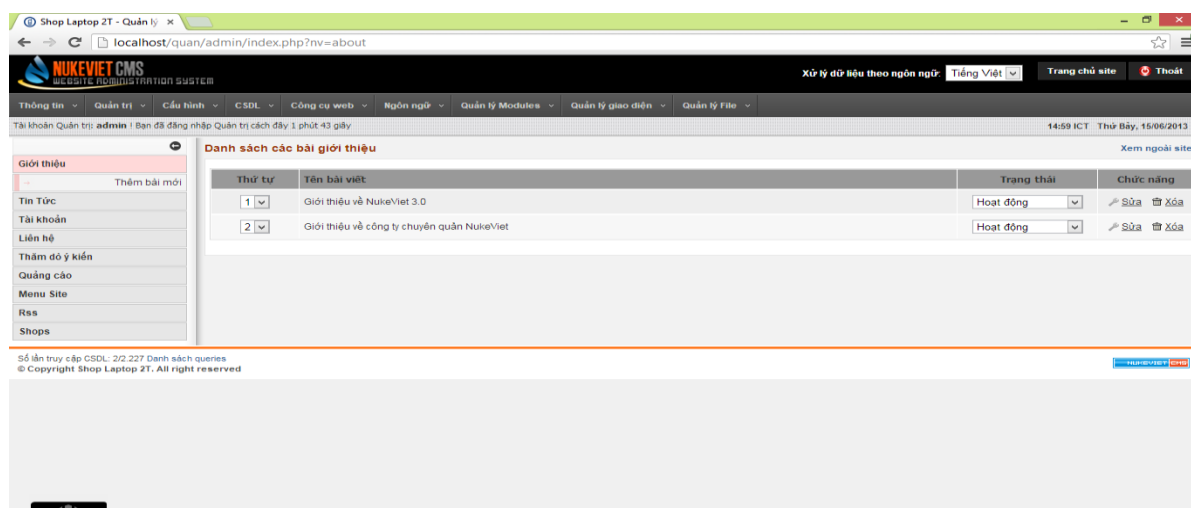 Shop Laptop 2T - Quản lý
localhost/quan/admin/index.php?nv=about
NUKEVIET CMS
WEBSITE ADMINISTRATION SYSTEM
Xử lý dữ liệu theo ngôn ngữ: Tiếng Việt Trang chủ site Thoát
Thông tin Quản trị Cấu hình CSDL Công cụ web Ngôn ngữ Quản lý Modules Quản lý giao diện Quản lý File
Tài khoản Quản trị: admin ! Bạn đã đăng nhập Quản trị cách đây 1 phút 43 giây 14:59 ICT Thứ Bảy, 15/06/2013
Danh sách các bài giới thiệu Xem ngoài site
Giới thiệu
Thêm bài mới
Tin Tức
Tài khoản
Liên hệ
Thăm dò ý kiến
Quảng cáo
Menu Site
Rss
Shops
Thứ tự Tên bài viết Trạng thái Chức năng
1 Giới thiệu về NukeViet 3.0 Hoạt động Sửa Xóa
2 Giới thiệu về công ty chuyên quản NukeViet Hoạt động Sửa Xóa
Số lần truy cập CSDL: 2/2.227 Danh sách queries
© Copyright Shop Laptop 2T. All right reserved
NUKEVIET CMS